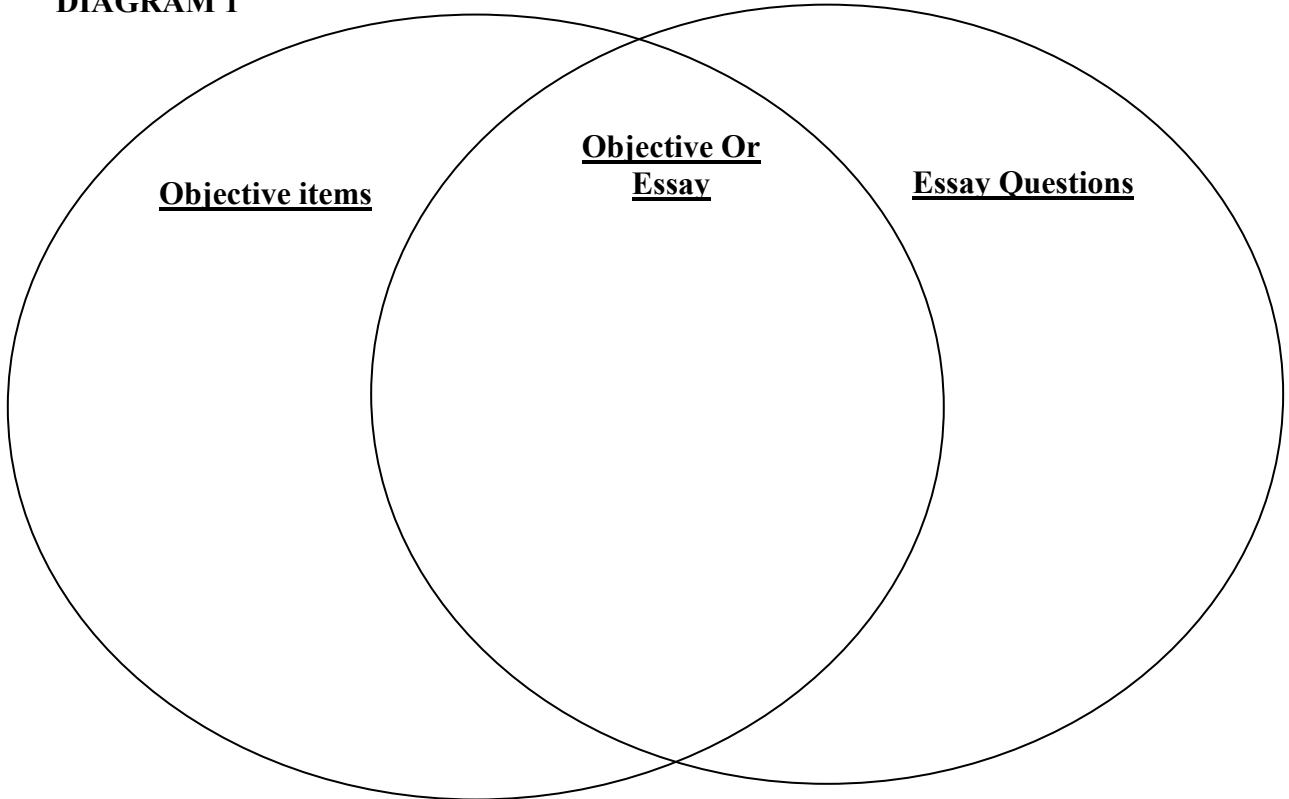 DIAGRAM 1
Objective items
Objective Or
Essay
Essay Questions